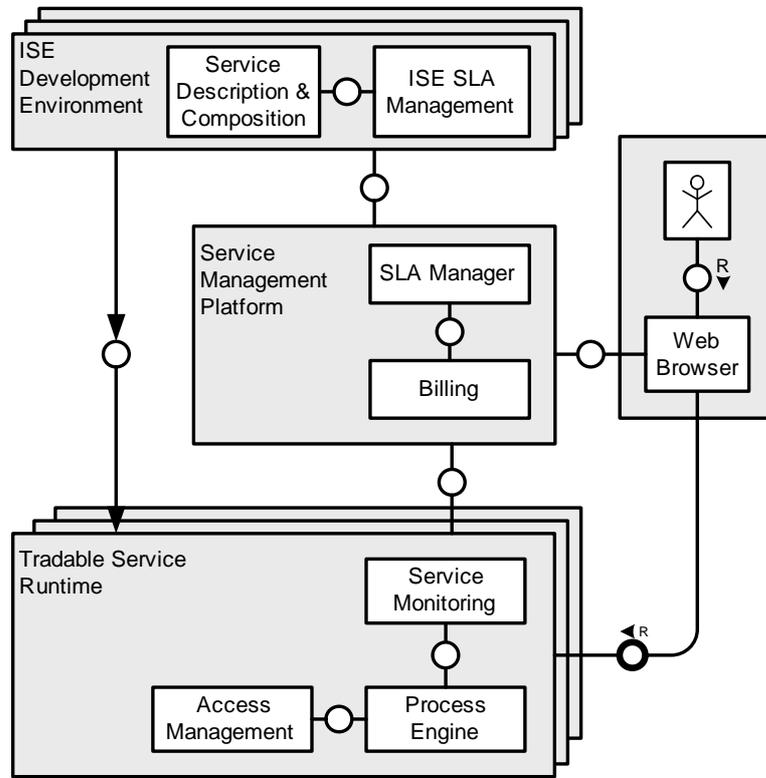 ISE
Development
Environment
Service
Description &
Composition
ISE SLA
Management
Service
Management
Platform
SLA Manager
Billing
R
Web
Browser
Tradable Service
Runtime
Service
Monitoring
R
Access
Management
Process
Engine